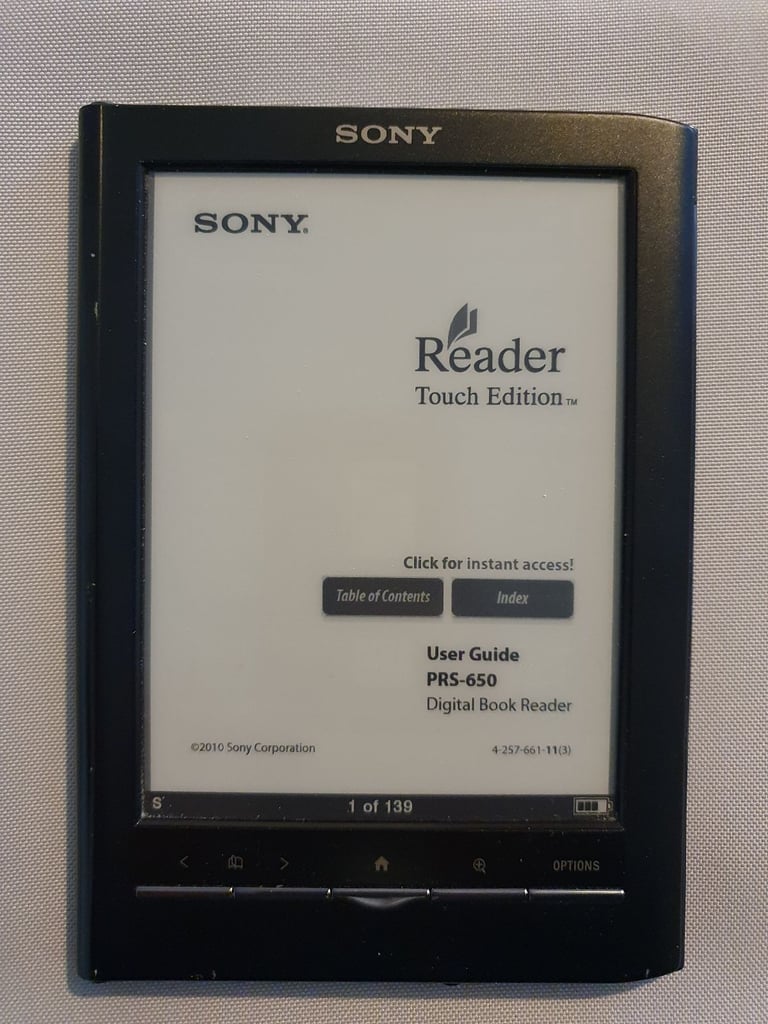 SONY
SONY®
Reader
Touch Edition™
Click for instant access!
Table of Contents Index
User Guide
PRS-650
Digital Book Reader
©2010 Sony Corporation 4-257-661-11(3)
S 1 of 139
< > OPTIONS